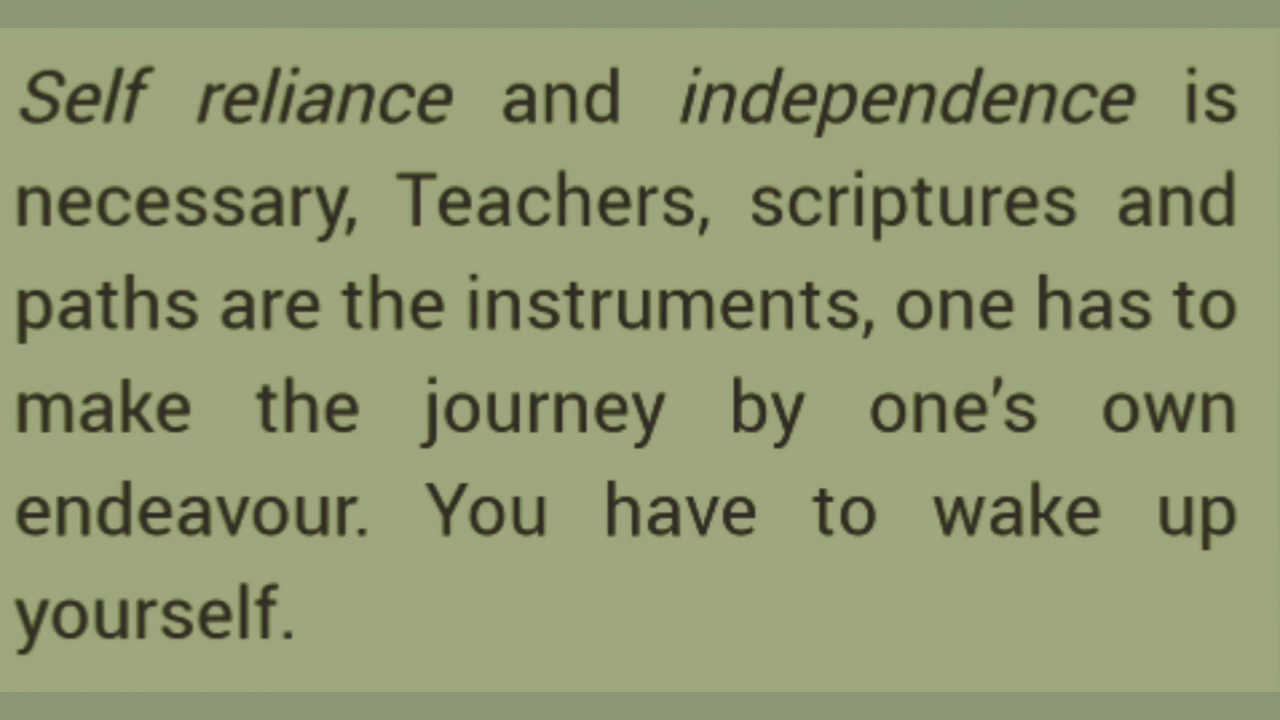 Self reliance and independence is
necessary, Teachers, scriptures and
paths are the instruments, one has to
make the journey by one’s own
endeavour. You have to wake up
yourself.